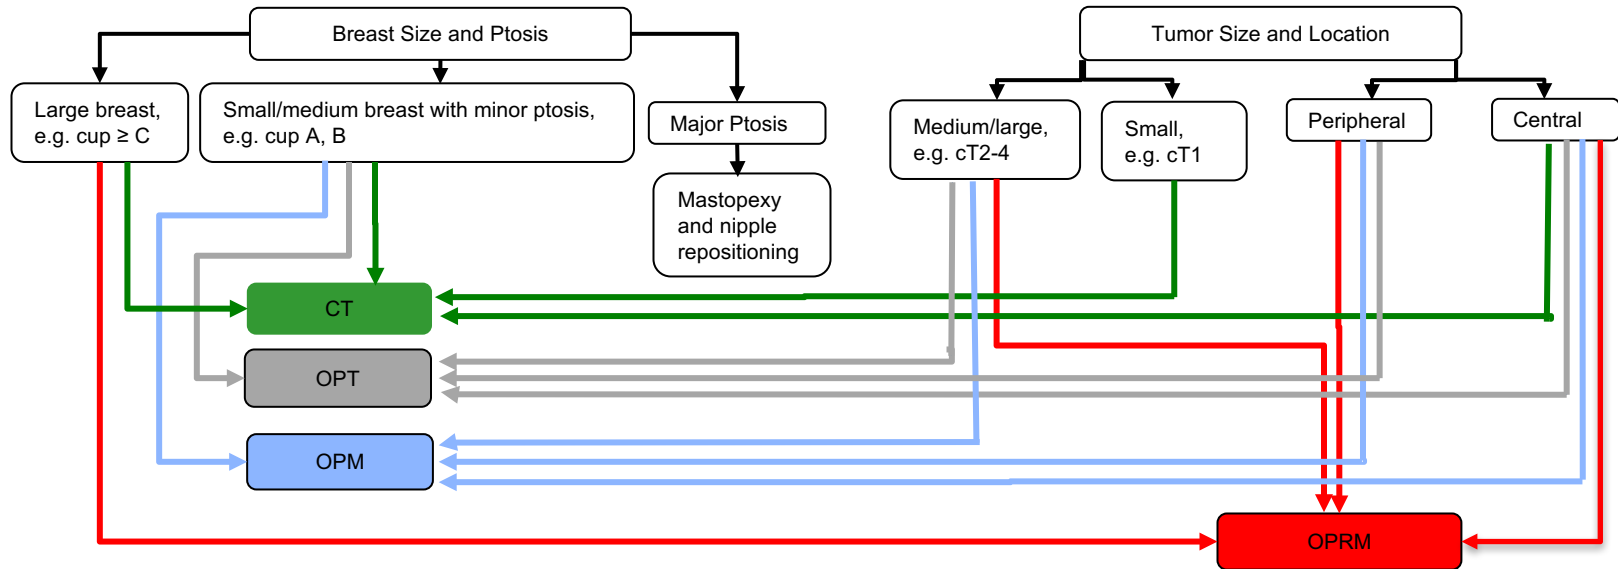 Breast Size and Ptosis
Tumor Size and Location
Large breast,
e.g. cup ≥ C
Small/medium breast with minor ptosis,
e.g. cup A, B
Major Ptosis
Medium/large,
e.g. cT2-4
Small,
e.g. cT1
Peripheral
Central
Mastopexy
and nipple
repositioning
CT
OPT
OPM
OPRM